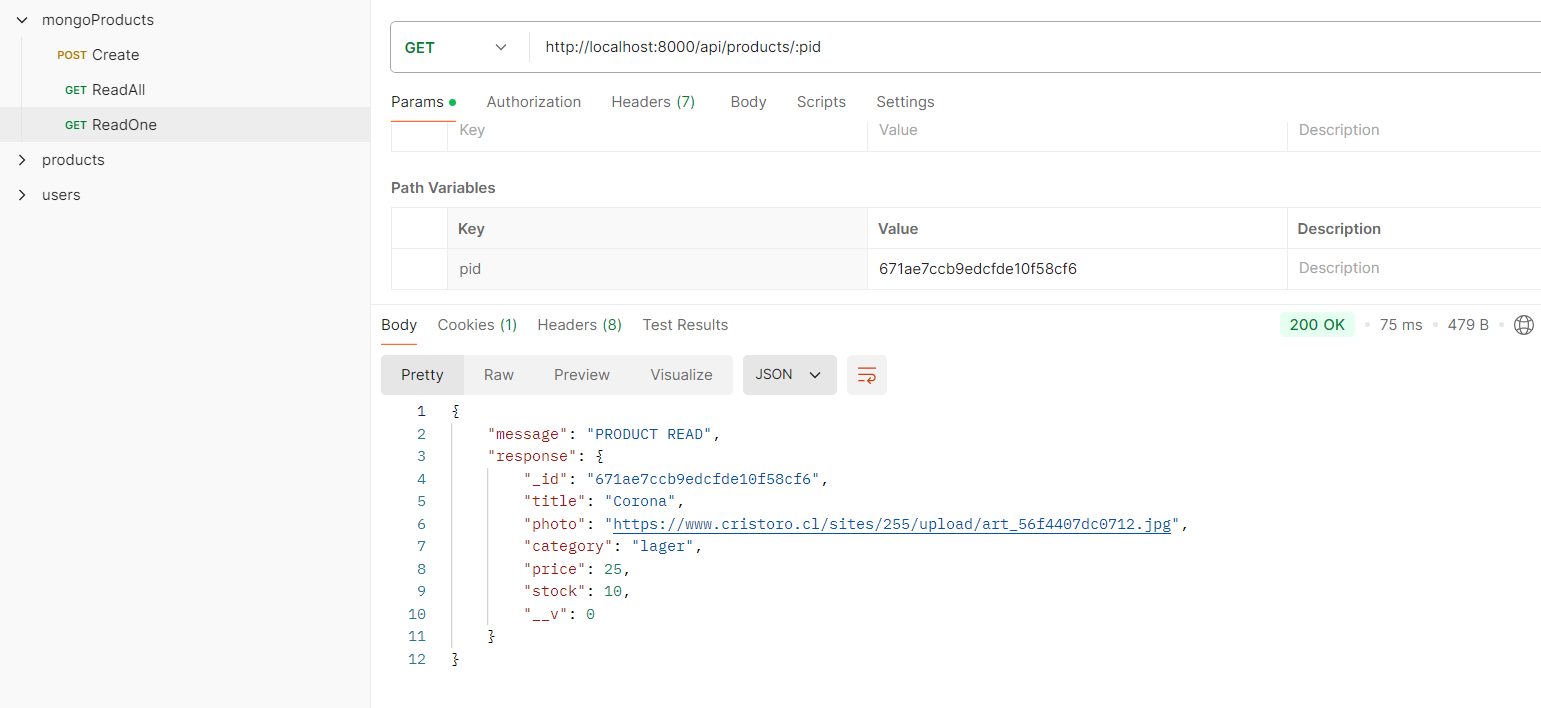 mongoProducts
POST Create
GET ReadAll
GET ReadOne
products
users
GET http://localhost:8000/api/products/:pid
Params Authorization Headers (7) Body Scripts Settings
Key Value Description
Path Variables
Key Value Description
pid 671ae7ccb9edcfde10f58cf6 Description
Body Cookies (1) Headers (8) Test Results 200 OK 75 ms 479 B
Pretty Raw Preview Visualize JSON
1 {
2 "message": "PRODUCT READ",
3 "response": {
4 "_id": "671ae7ccb9edcfde10f58cf6",
5 "title": "Corona",
6 "photo": "https://www.cristoro.cl/sites/255/upload/art_56f4407dc0712.jpg",
7 "category": "lager",
8 "price": 25,
9 "stock": 10,
10 "__v": 0
11 }
12 }